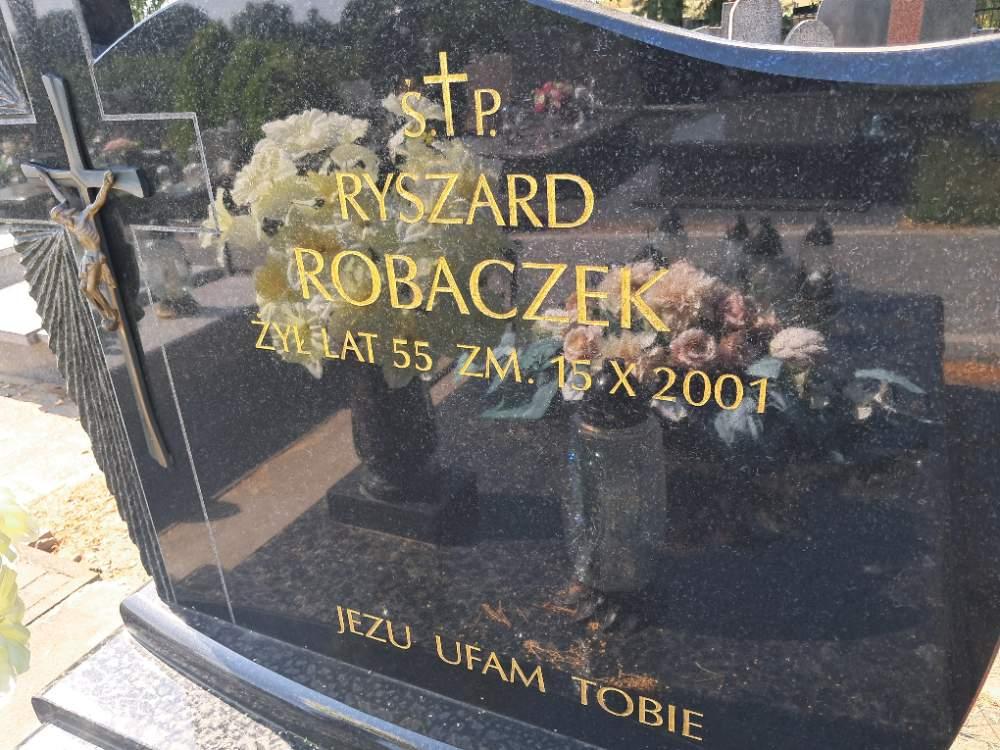 Ś.†P.
RYSZARD
ROBACZEK
ŻYŁ LAT 55 ZM. 15 X 2001
JEZU UFAM TOBIE